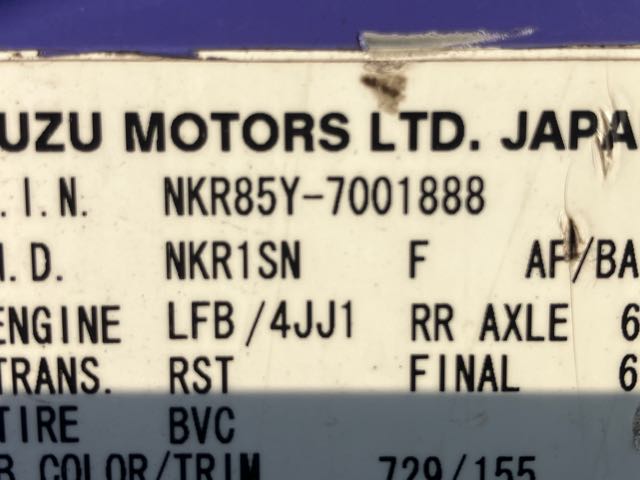 UZU MOTORS LTD. JAPA
.I.N. NKR85Y-7001888
.D. NKR1SN F AF/BA
ENGINE LFB/4JJ1 RR AXLE 6
TRANS. RST FINAL 6
TIRE BVC
B COLOR/TRIM 729/155